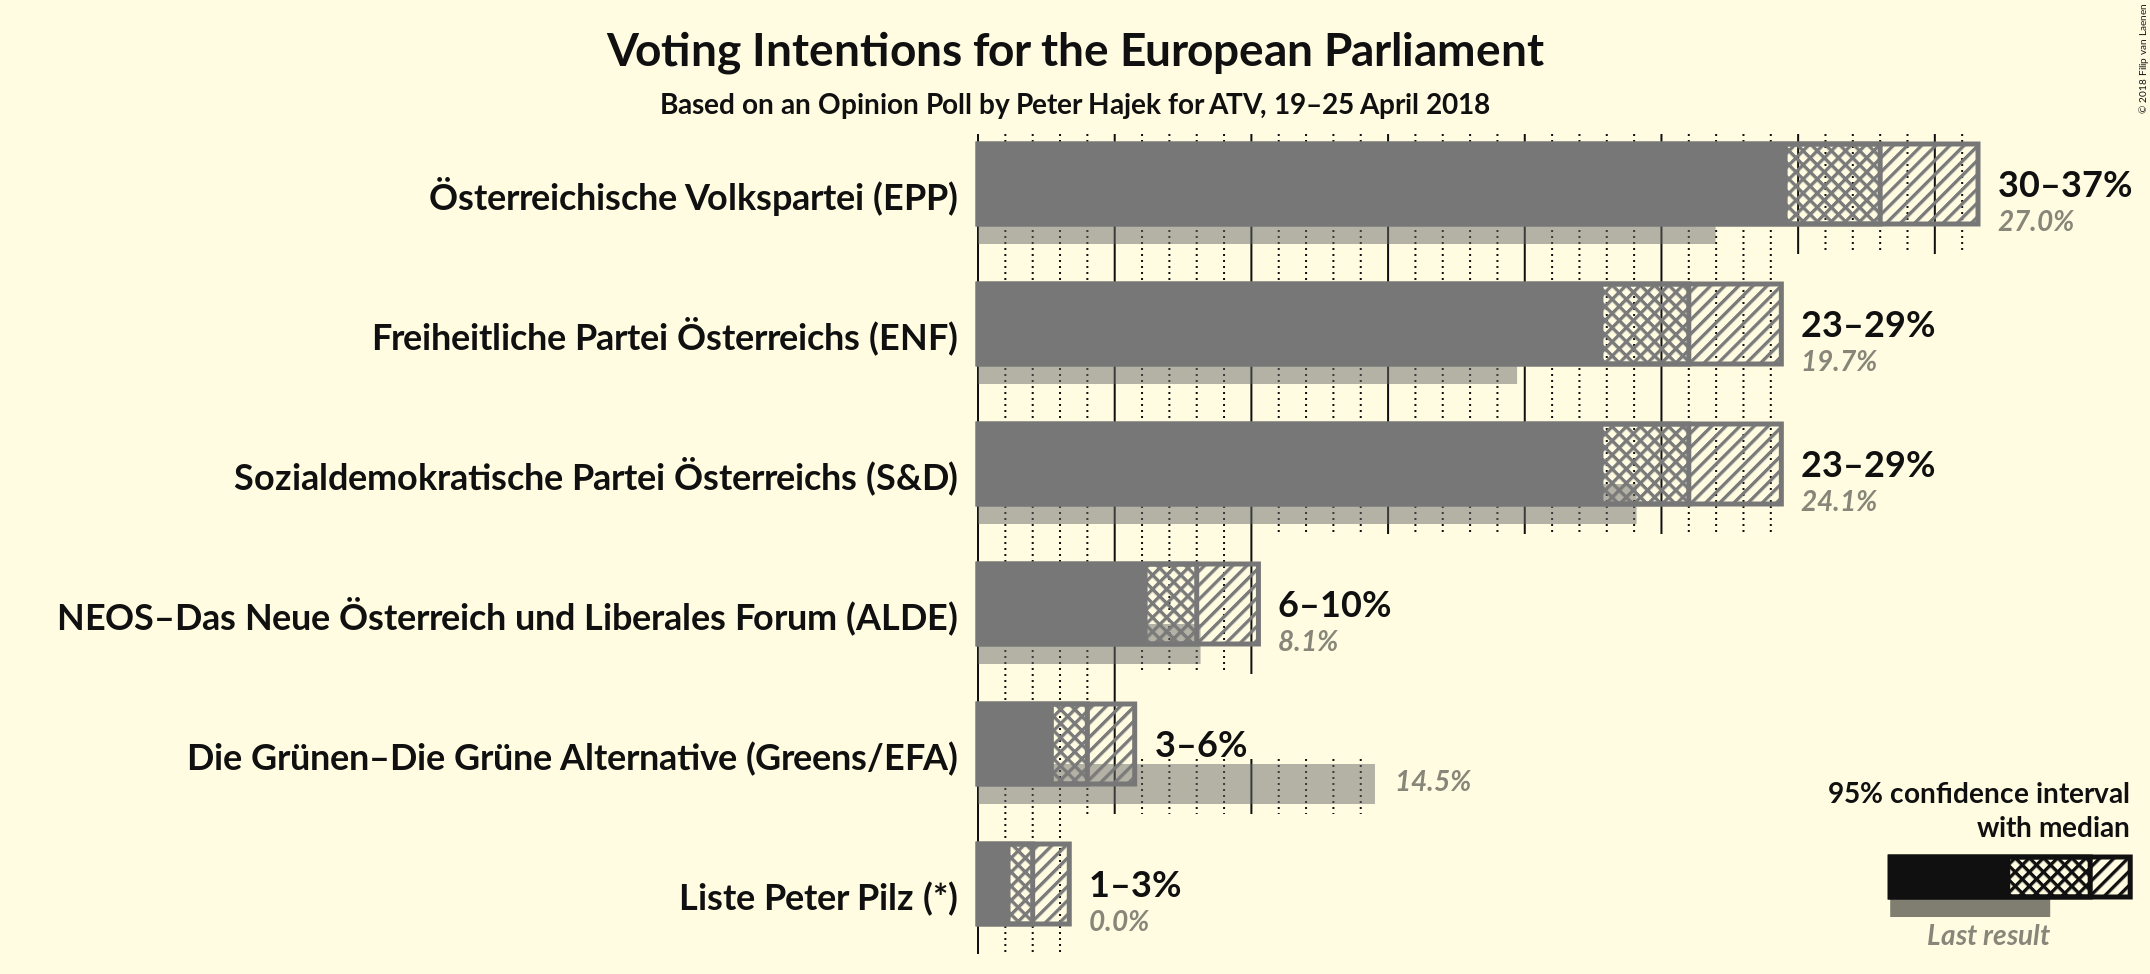 Voting Intentions for the European Parliament
Based on an Opinion Poll by Peter Hajek for ATV, 19–25 April 2018
© 2018 Filip van Laenen
Österreichische Volkspartei (EPP)
30–37%
27.0%
Freiheitliche Partei Österreichs (ENF)
23–29%
19.7%
Sozialdemokratische Partei Österreichs (S&D)
23–29%
24.1%
NEOS–Das Neue Österreich und Liberales Forum (ALDE)
6–10%
8.1%
Die Grünen–Die Grüne Alternative (Greens/EFA)
3–6%
14.5%
Liste Peter Pilz (*)
1–3%
0.0%
95% confidence interval
with median
Last result